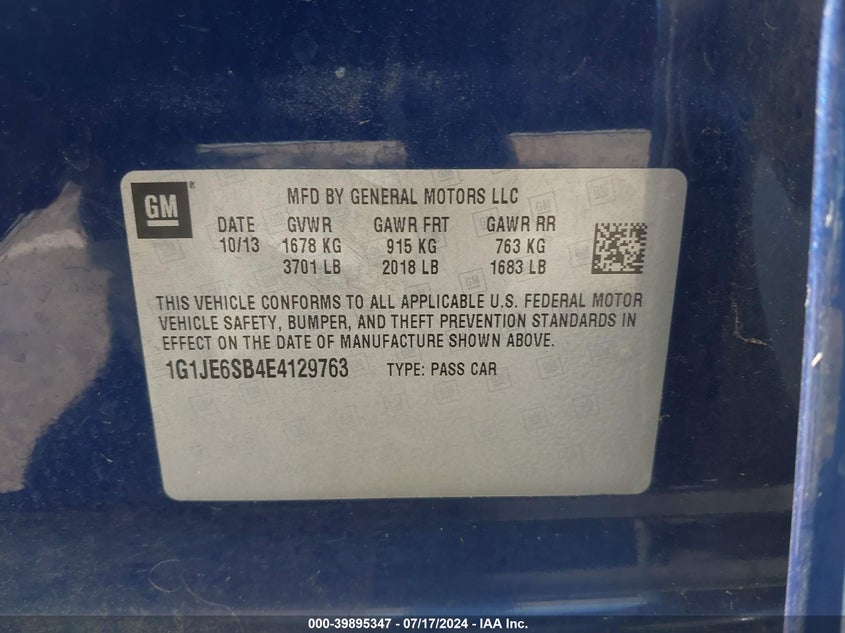 GM®
MFD BY GENERAL MOTORS LLC
DATE GVWR GAWR FRT GAWR RR
10/13 1678 KG 915 KG 763 KG
3701 LB 2018 LB 1683 LB
THIS VEHICLE CONFORMS TO ALL APPLICABLE U.S. FEDERAL MOTOR
VEHICLE SAFETY, BUMPER, AND THEFT PREVENTION STANDARDS IN
EFFECT ON THE DATE OF MANUFACTURE SHOWN ABOVE.
1G1JE6SB4E4129763 TYPE: PASS CAR
000-39895347 - 07/17/2024 - IAA Inc.